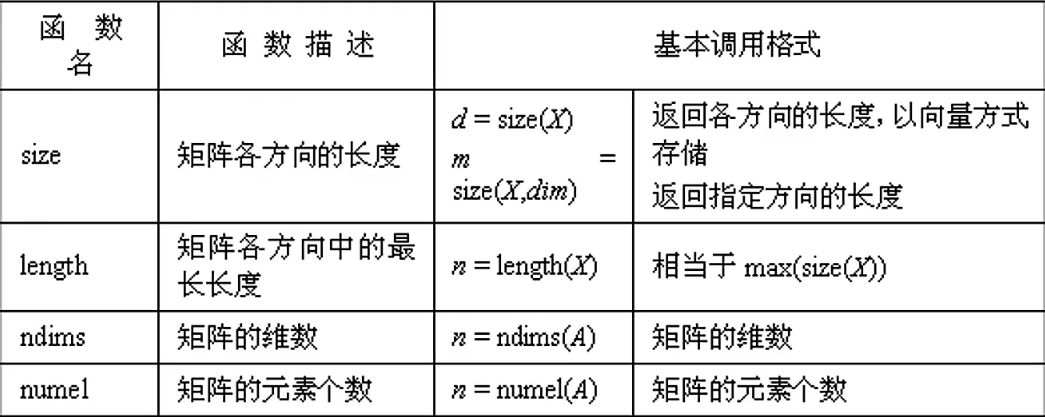 函 数
名
函 数 描 述
基本调用格式
size
矩阵各方向的长度
d = size(X)
m =
size(X,dim)
返回各方向的长度，以向量方式
存储
返回指定方向的长度
length
矩阵各方向中的最
长长度
n = length(X)
相当于 max(size(X))
ndims
矩阵的维数
n = ndims(A)
矩阵的维数
numel
矩阵的元素个数
n = numel(A)
矩阵的元素个数